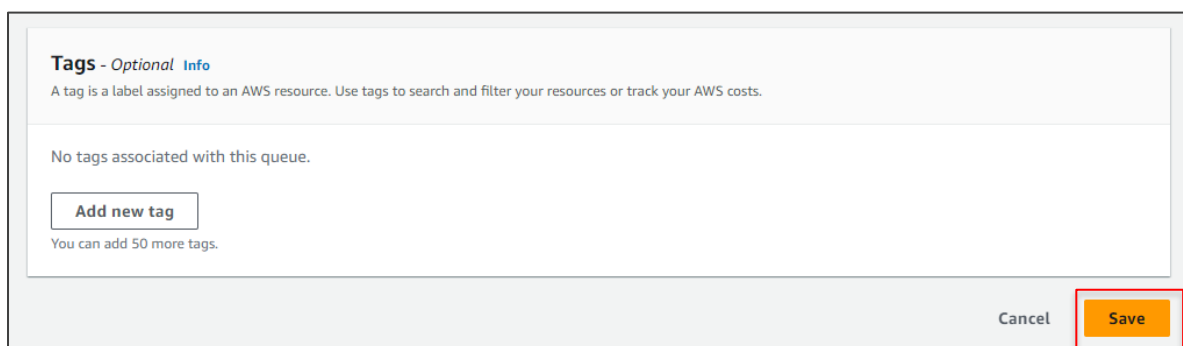 Tags - Optional Info
A tag is a label assigned to an AWS resource. Use tags to search and filter your resources or track your AWS costs.
No tags associated with this queue.
Add new tag
You can add 50 more tags.
Cancel Save